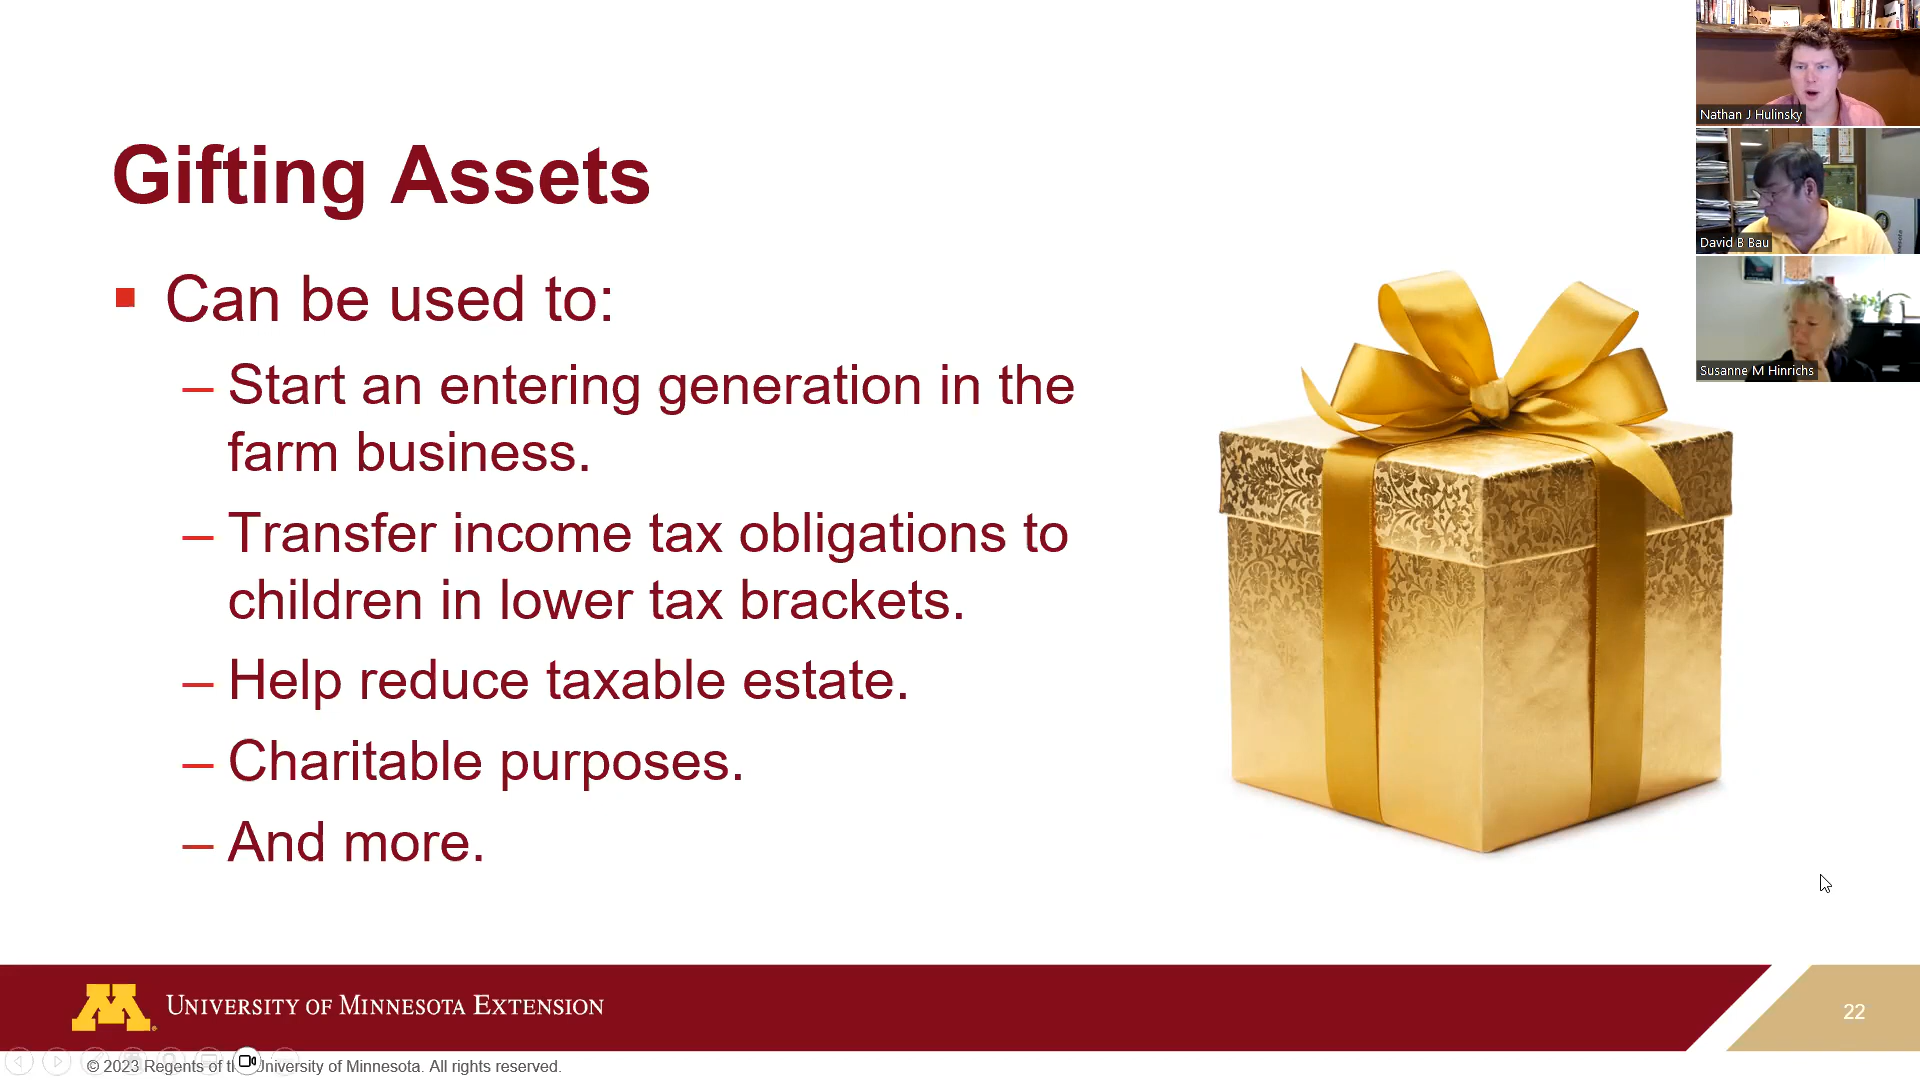 Gifting Assets
Can be used to:
– Start an entering generation in the
farm business.
– Transfer income tax obligations to
children in lower tax brackets.
– Help reduce taxable estate.
– Charitable purposes.
– And more.
Nathan J Hulinsky
David B Bau
Susanne M Hinrichs
UNIVERSITY OF MINNESOTA EXTENSION
22
© 2023 Regents of the University of Minnesota. All rights reserved.